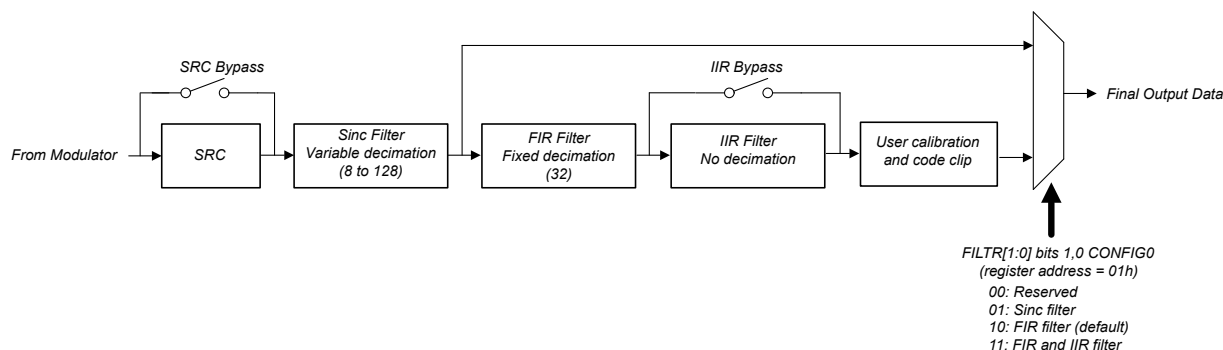 SRC Bypass
IIR Bypass
Final Output Data
From Modulator
SRC
Sinc Filter
Variable decimation
(8 to 128)
FIR Filter
Fixed decimation
(32)
IIR Filter
No decimation
User calibration
and code clip
FILTR[1:0] bits 1,0 CONFIG0
(register address = 01h)
00: Reserved
01: Sinc filter
10: FIR filter (default)
11: FIR and IIR filter